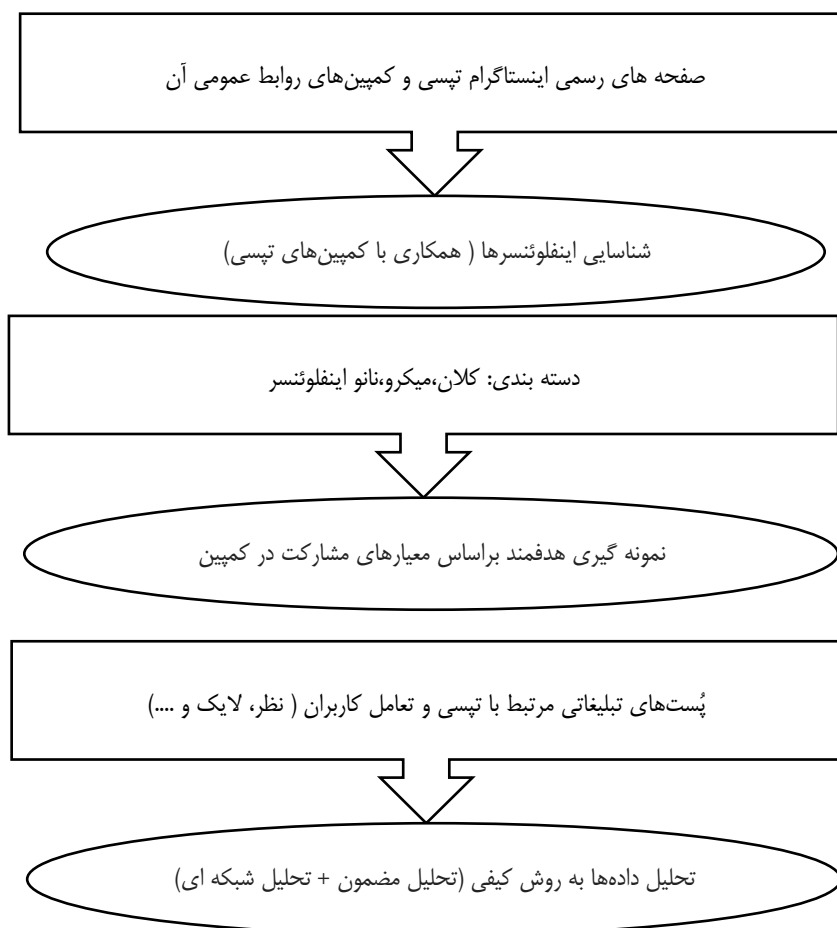 صفحه های رسمی اینستاگرام تپسی و کمپین‌های روابط عمومی آن
شناسایی اینفلوئنسرها ( همکاری با کمپین‌های تپسی)
دسته بندی: کلان،میکرو،نانو اینفلوئنسر
نمونه گیری هدفمند براساس معیارهای مشارکت در کمپین
پُست‌های تبلیغاتی مرتبط با تپسی و تعامل کاربران ( نظر، لایک و ....)
تحلیل داده‌ها به روش کیفی (تحلیل مضمون + تحلیل شبکه ای)